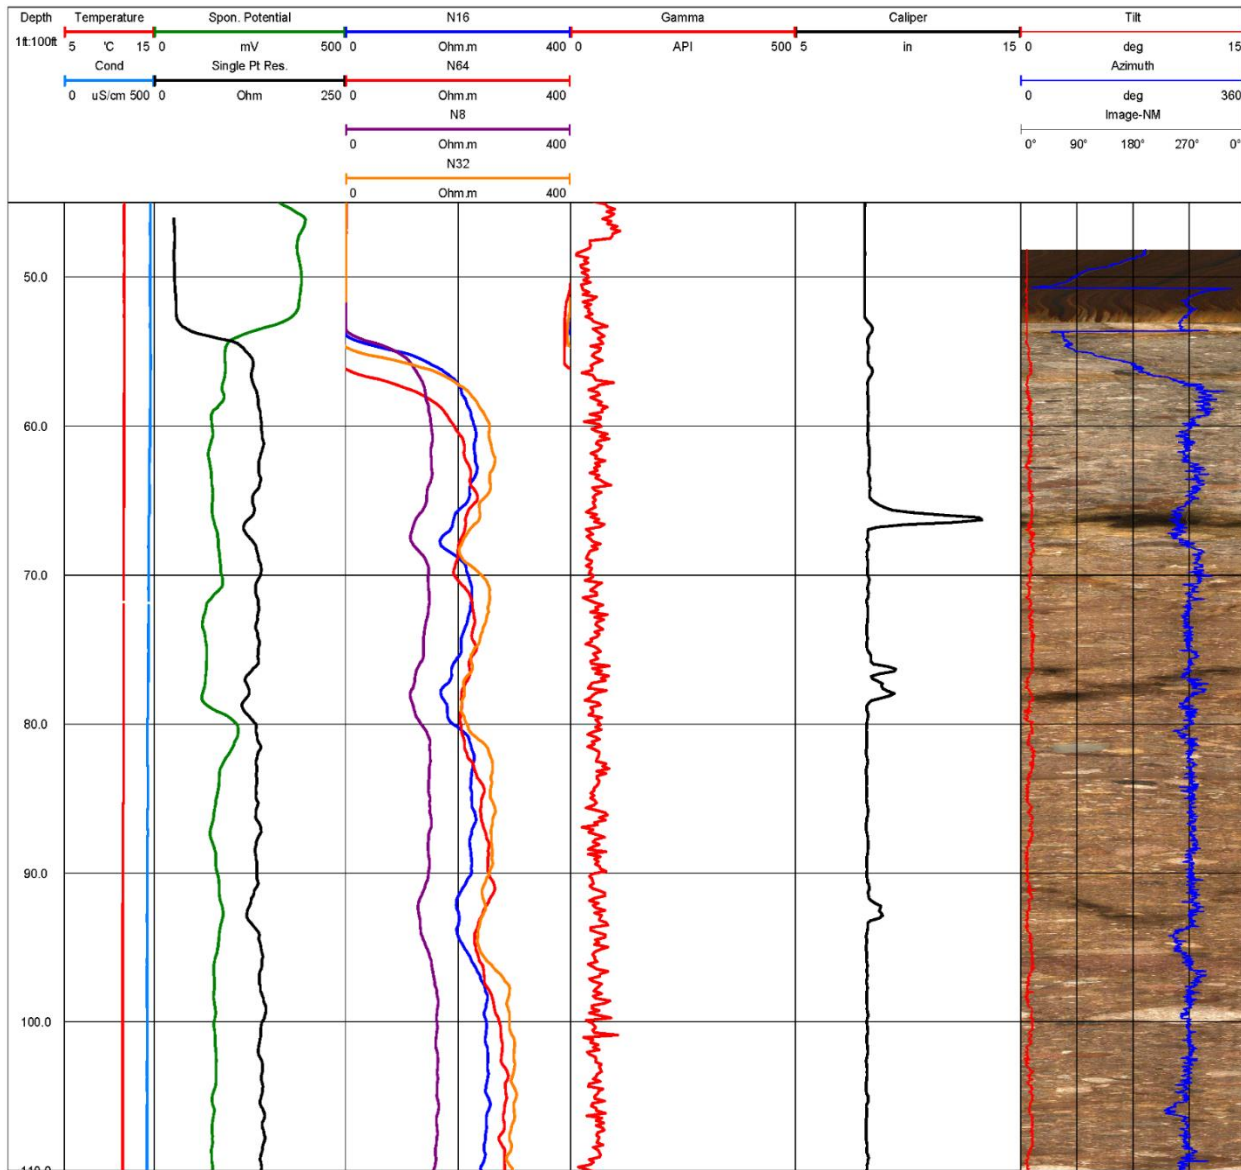 Depth Temperature Spon. Potential N16 Gamma Caliper Tilt
1ft:100ft 5 'C 15 0 mV 500 0 Ohm.m 400 0 API 500 5 in 15 0 deg 15
Cond Single Pt Res. N64 Azimuth
0 uS/cm 500 0 Ohm 250 0 Ohm.m 400 0 deg 360
N8 Image-NM
0 Ohm.m 400 0° 90° 180° 270° 0°
N32
0 Ohm.m 400
50.0
60.0
70.0
80.0
90.0
100.0
110.0